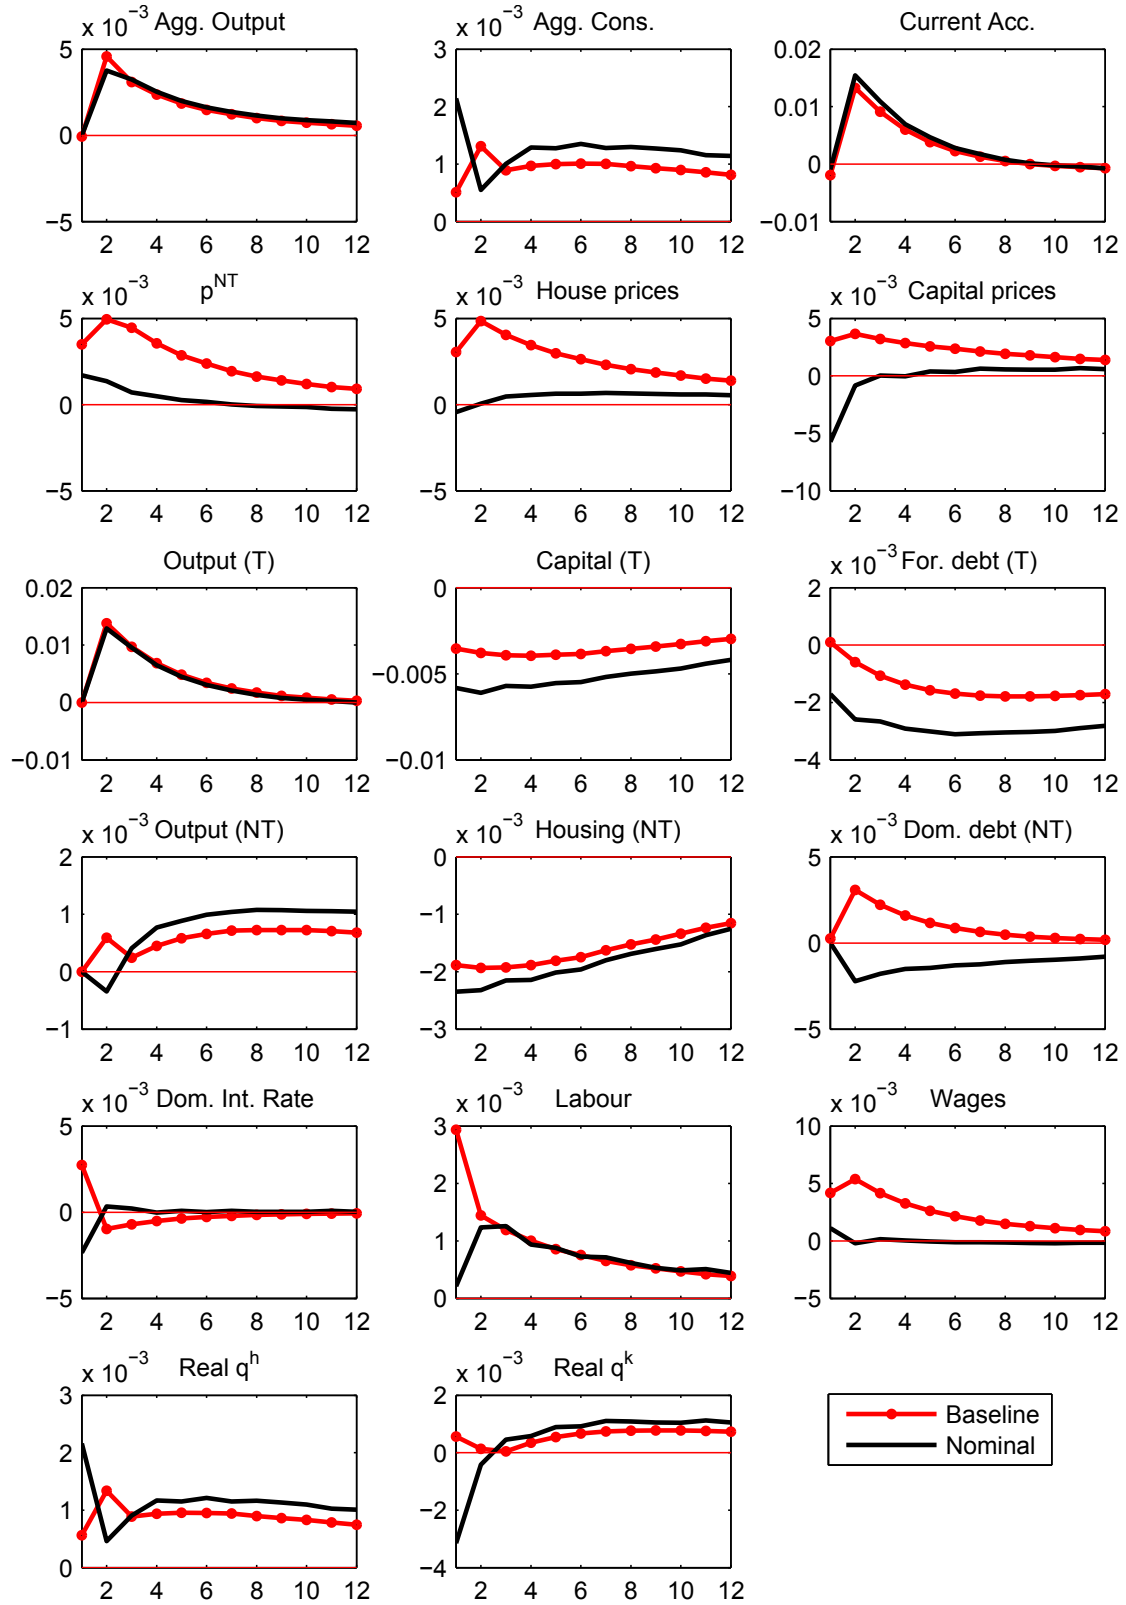 x 10⁻³ Agg. Output
5
0
−5
2 4 6 8 10 12
x 10⁻³ Agg. Cons.
3
2
1
0
2 4 6 8 10 12
Current Acc.
0.02
0.01
0
−0.01
2 4 6 8 10 12
x 10⁻³ p^NT
5
0
−5
2 4 6 8 10 12
x 10⁻³ House prices
5
0
−5
2 4 6 8 10 12
x 10⁻³ Capital prices
5
0
−5
−10
2 4 6 8 10 12
Output (T)
0.02
0.01
0
−0.01
2 4 6 8 10 12
Capital (T)
0
−0.005
−0.01
2 4 6 8 10 12
x 10⁻³ For. debt (T)
2
0
−2
−4
2 4 6 8 10 12
x 10⁻³ Output (NT)
2
1
0
−1
2 4 6 8 10 12
x 10⁻³ Housing (NT)
0
−1
−2
−3
2 4 6 8 10 12
x 10⁻³ Dom. debt (NT)
5
0
−5
2 4 6 8 10 12
x 10⁻³ Dom. Int. Rate
5
0
−5
2 4 6 8 10 12
x 10⁻³ Labour
3
2
1
0
2 4 6 8 10 12
x 10⁻³ Wages
10
5
0
−5
2 4 6 8 10 12
x 10⁻³ Real q^h
3
2
1
0
2 4 6 8 10 12
x 10⁻³ Real q^k
2
0
−2
−4
2 4 6 8 10 12
Baseline
Nominal